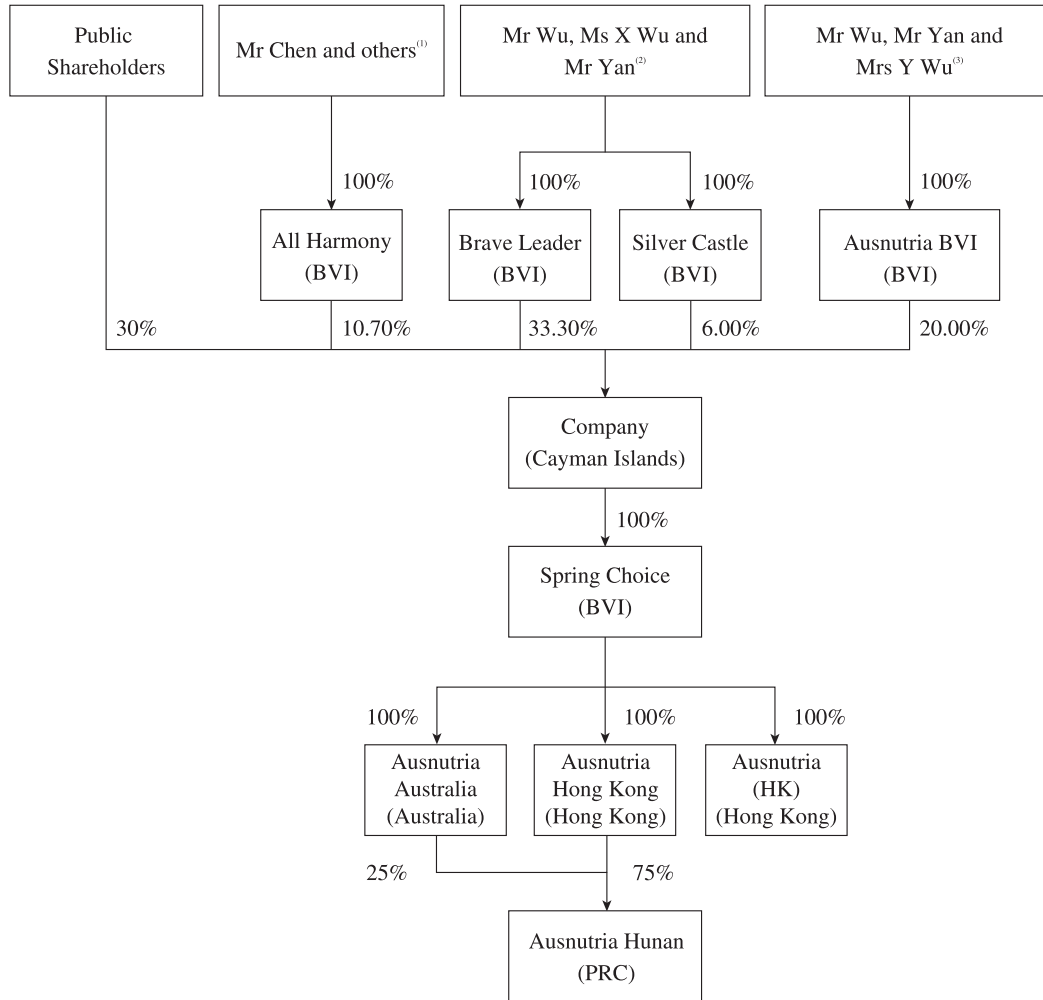 Public
Shareholders
Mr Chen and others(1)
Mr Wu, Ms X Wu and
Mr Yan(2)
Mr Wu, Mr Yan and
Mrs Y Wu(3)
100%
100%
100%
100%
All Harmony
(BVI)
Brave Leader
(BVI)
Silver Castle
(BVI)
Ausnutria BVI
(BVI)
30%
10.70%
33.30%
6.00%
20.00%
Company
(Cayman Islands)
100%
Spring Choice
(BVI)
100%
100%
100%
Ausnutria
Australia
(Australia)
Ausnutria
Hong Kong
(Hong Kong)
Ausnutria
(HK)
(Hong Kong)
25%
75%
Ausnutria Hunan
(PRC)